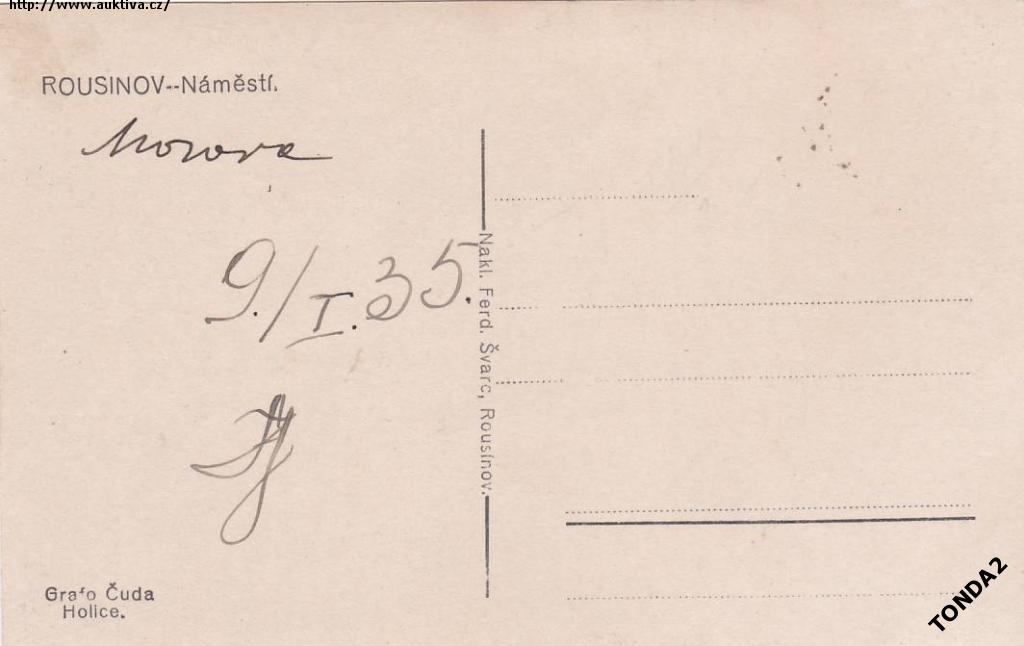 http://www.auktiva.cz/
ROUSINOV--Náměstí.
Morava
9./I.35.
Nakl. Ferd. Švarc, Rousínov.
Grafo Čuda
Holice.
TONDA2